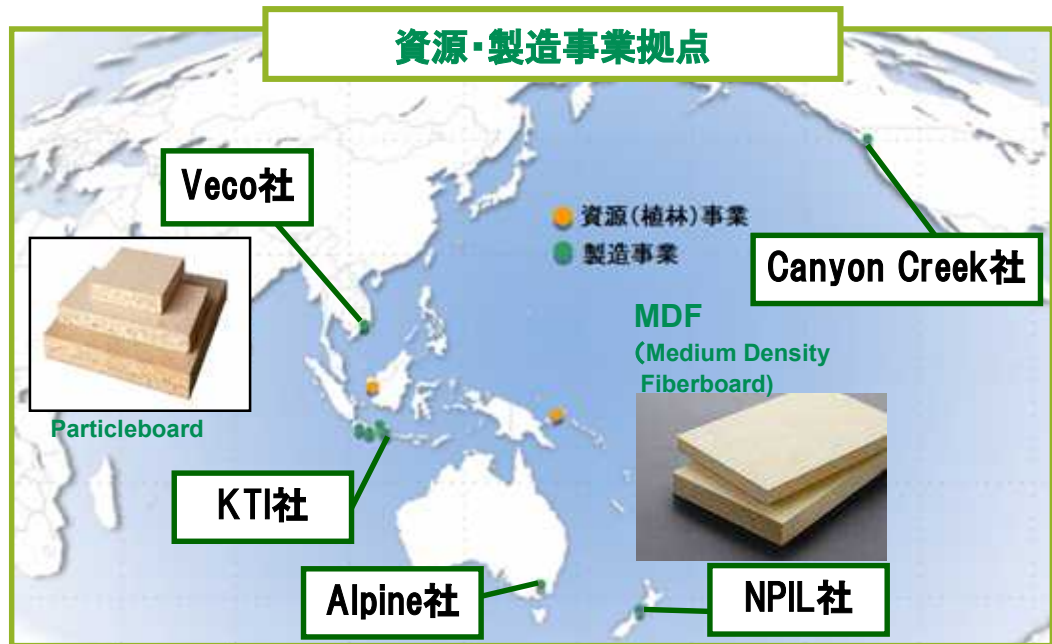 資源・製造事業拠点
Veco社
資源(植林)事業
製造事業
Canyon Creek社
MDF
(Medium Density
Fiberboard)
Particleboard
KTI社
Alpine社
NPIL社